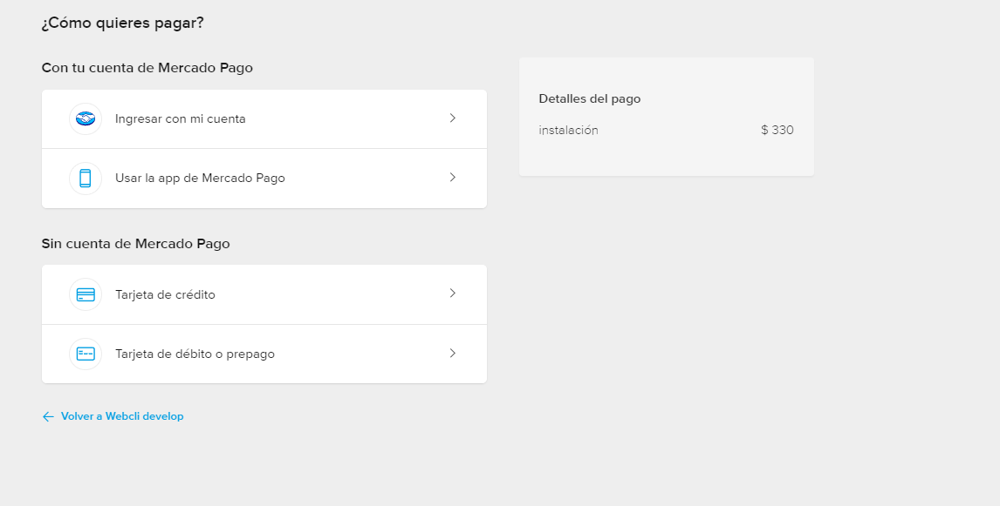 ¿Cómo quieres pagar?
Con tu cuenta de Mercado Pago
Ingresar con mi cuenta
Usar la app de Mercado Pago
Sin cuenta de Mercado Pago
Tarjeta de crédito
Tarjeta de débito o prepago
Volver a Webcli develop
Detalles del pago
instalación $ 330